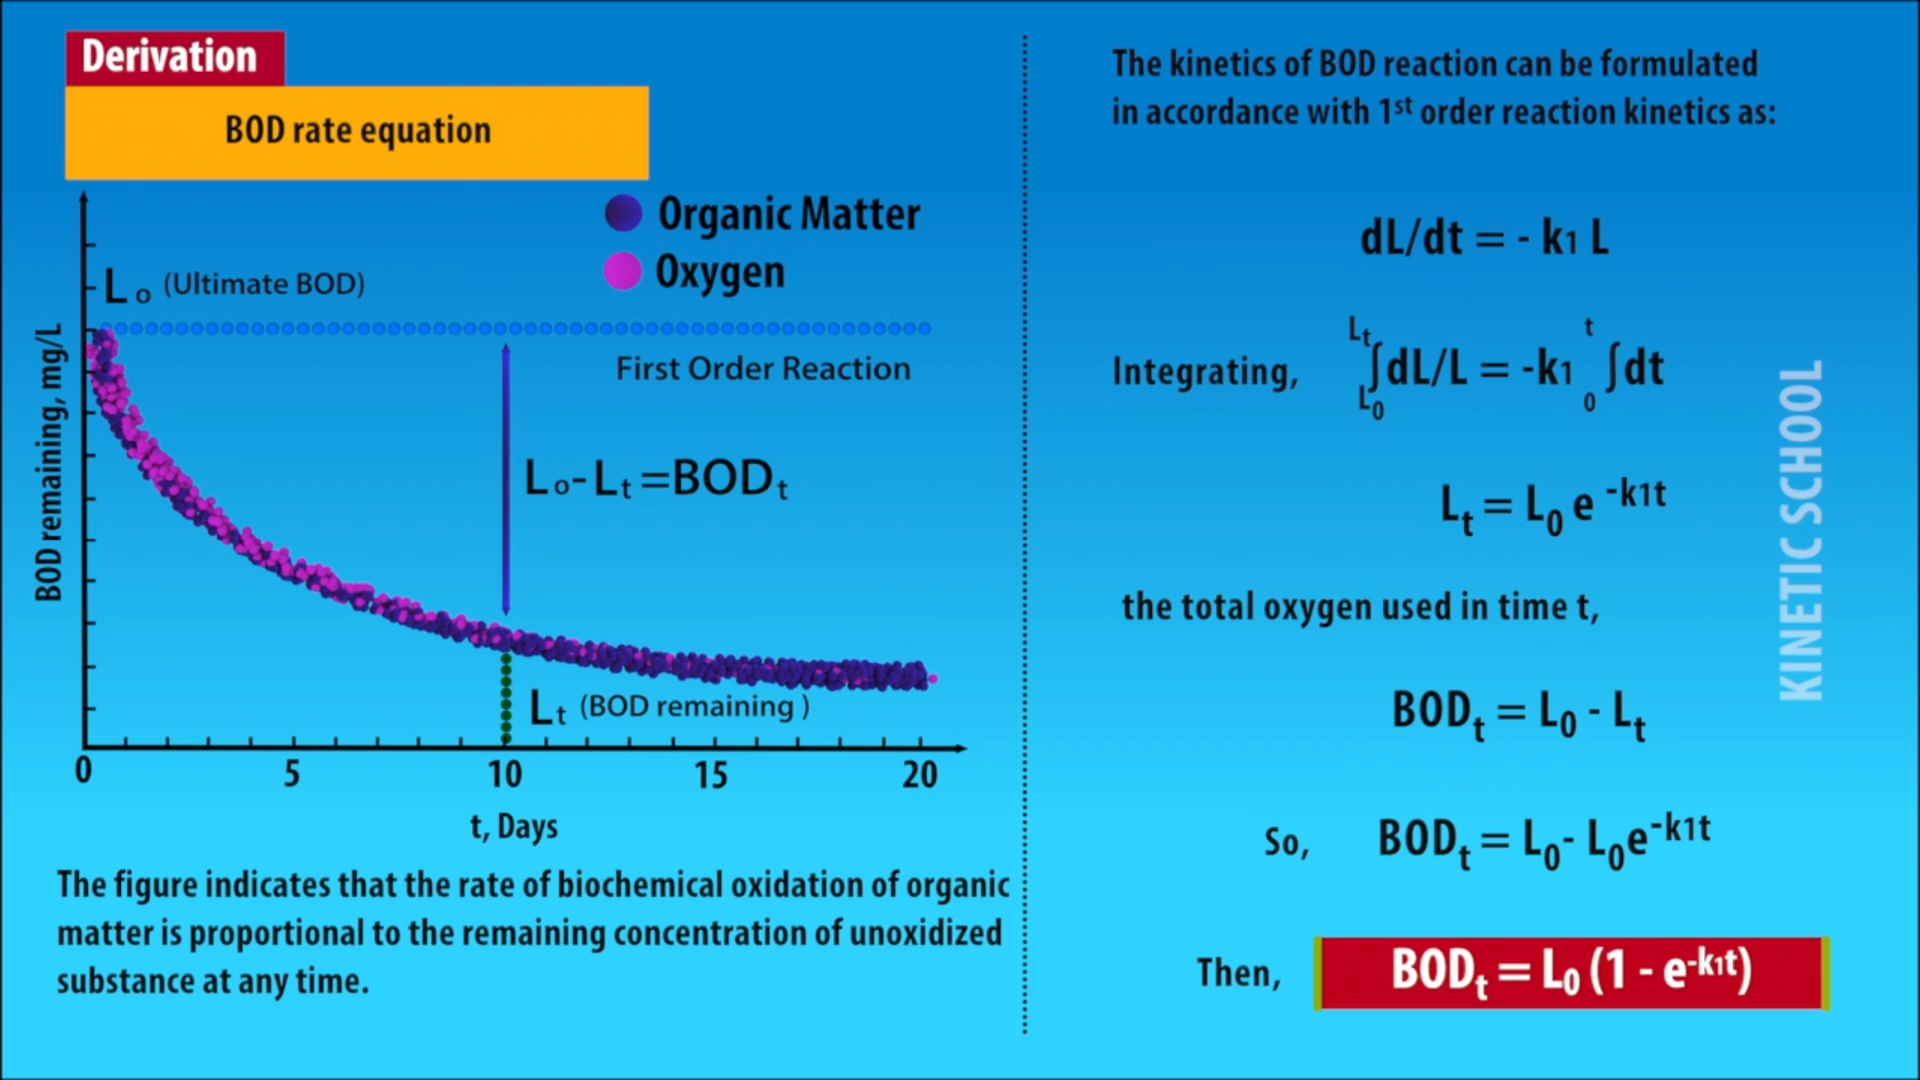 Derivation
BOD rate equation
Organic Matter
Oxygen
Lo (Ultimate BOD)
First Order Reaction
Lo-Lt=BODt
Lt (BOD remaining )
BOD remaining, mg/L
0 5 10 15 20
t, Days
The figure indicates that the rate of biochemical oxidation of organic
matter is proportional to the remaining concentration of unoxidized
substance at any time.
The kinetics of BOD reaction can be formulated
in accordance with 1st order reaction kinetics as:
dL/dt = - k1 L
Integrating, Lt∫L0 dL/L = -k1 t∫0 dt
Lt = L0 e -k1t
the total oxygen used in time t,
BODt = L0 - Lt
So, BODt = L0- L0e-k1t
Then, BODt = L0 (1 - e-k1t)
KINETIC SCHOOL